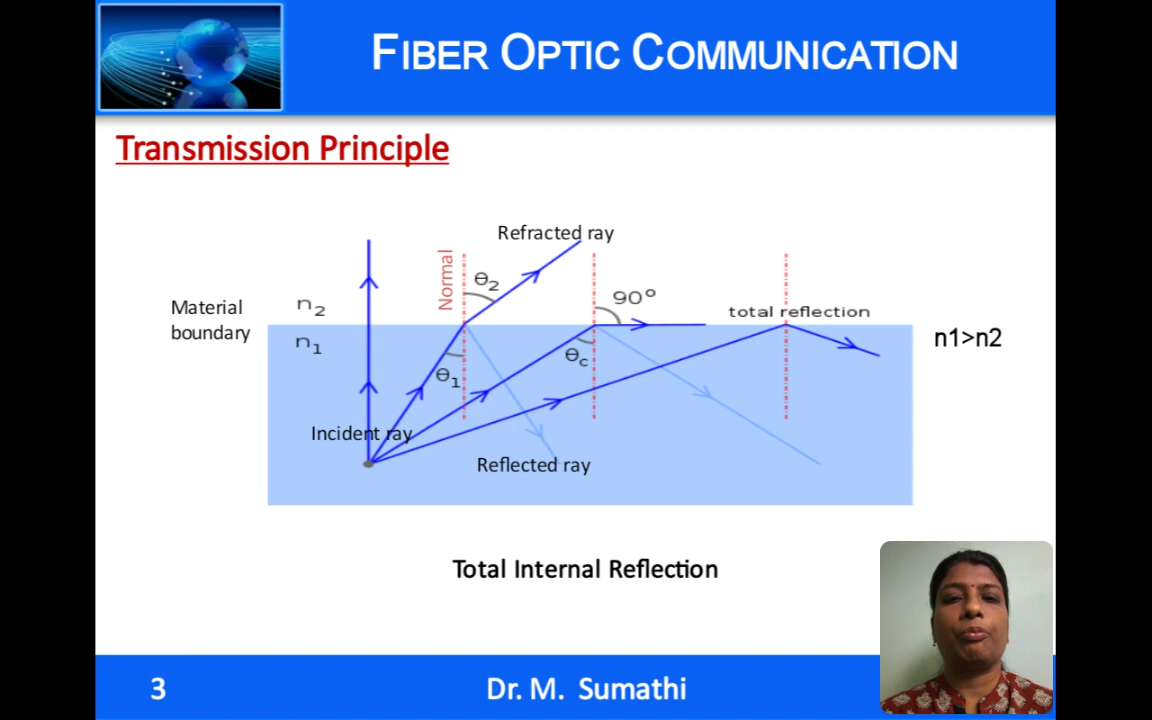 FIBER OPTIC COMMUNICATION
Transmission Principle
Refracted ray
Normal
θ2
90°
Material
boundary
n2
n1
total reflection
n1>n2
θ1
θc
Incident ray
Reflected ray
Total Internal Reflection
3
Dr. M. Sumathi